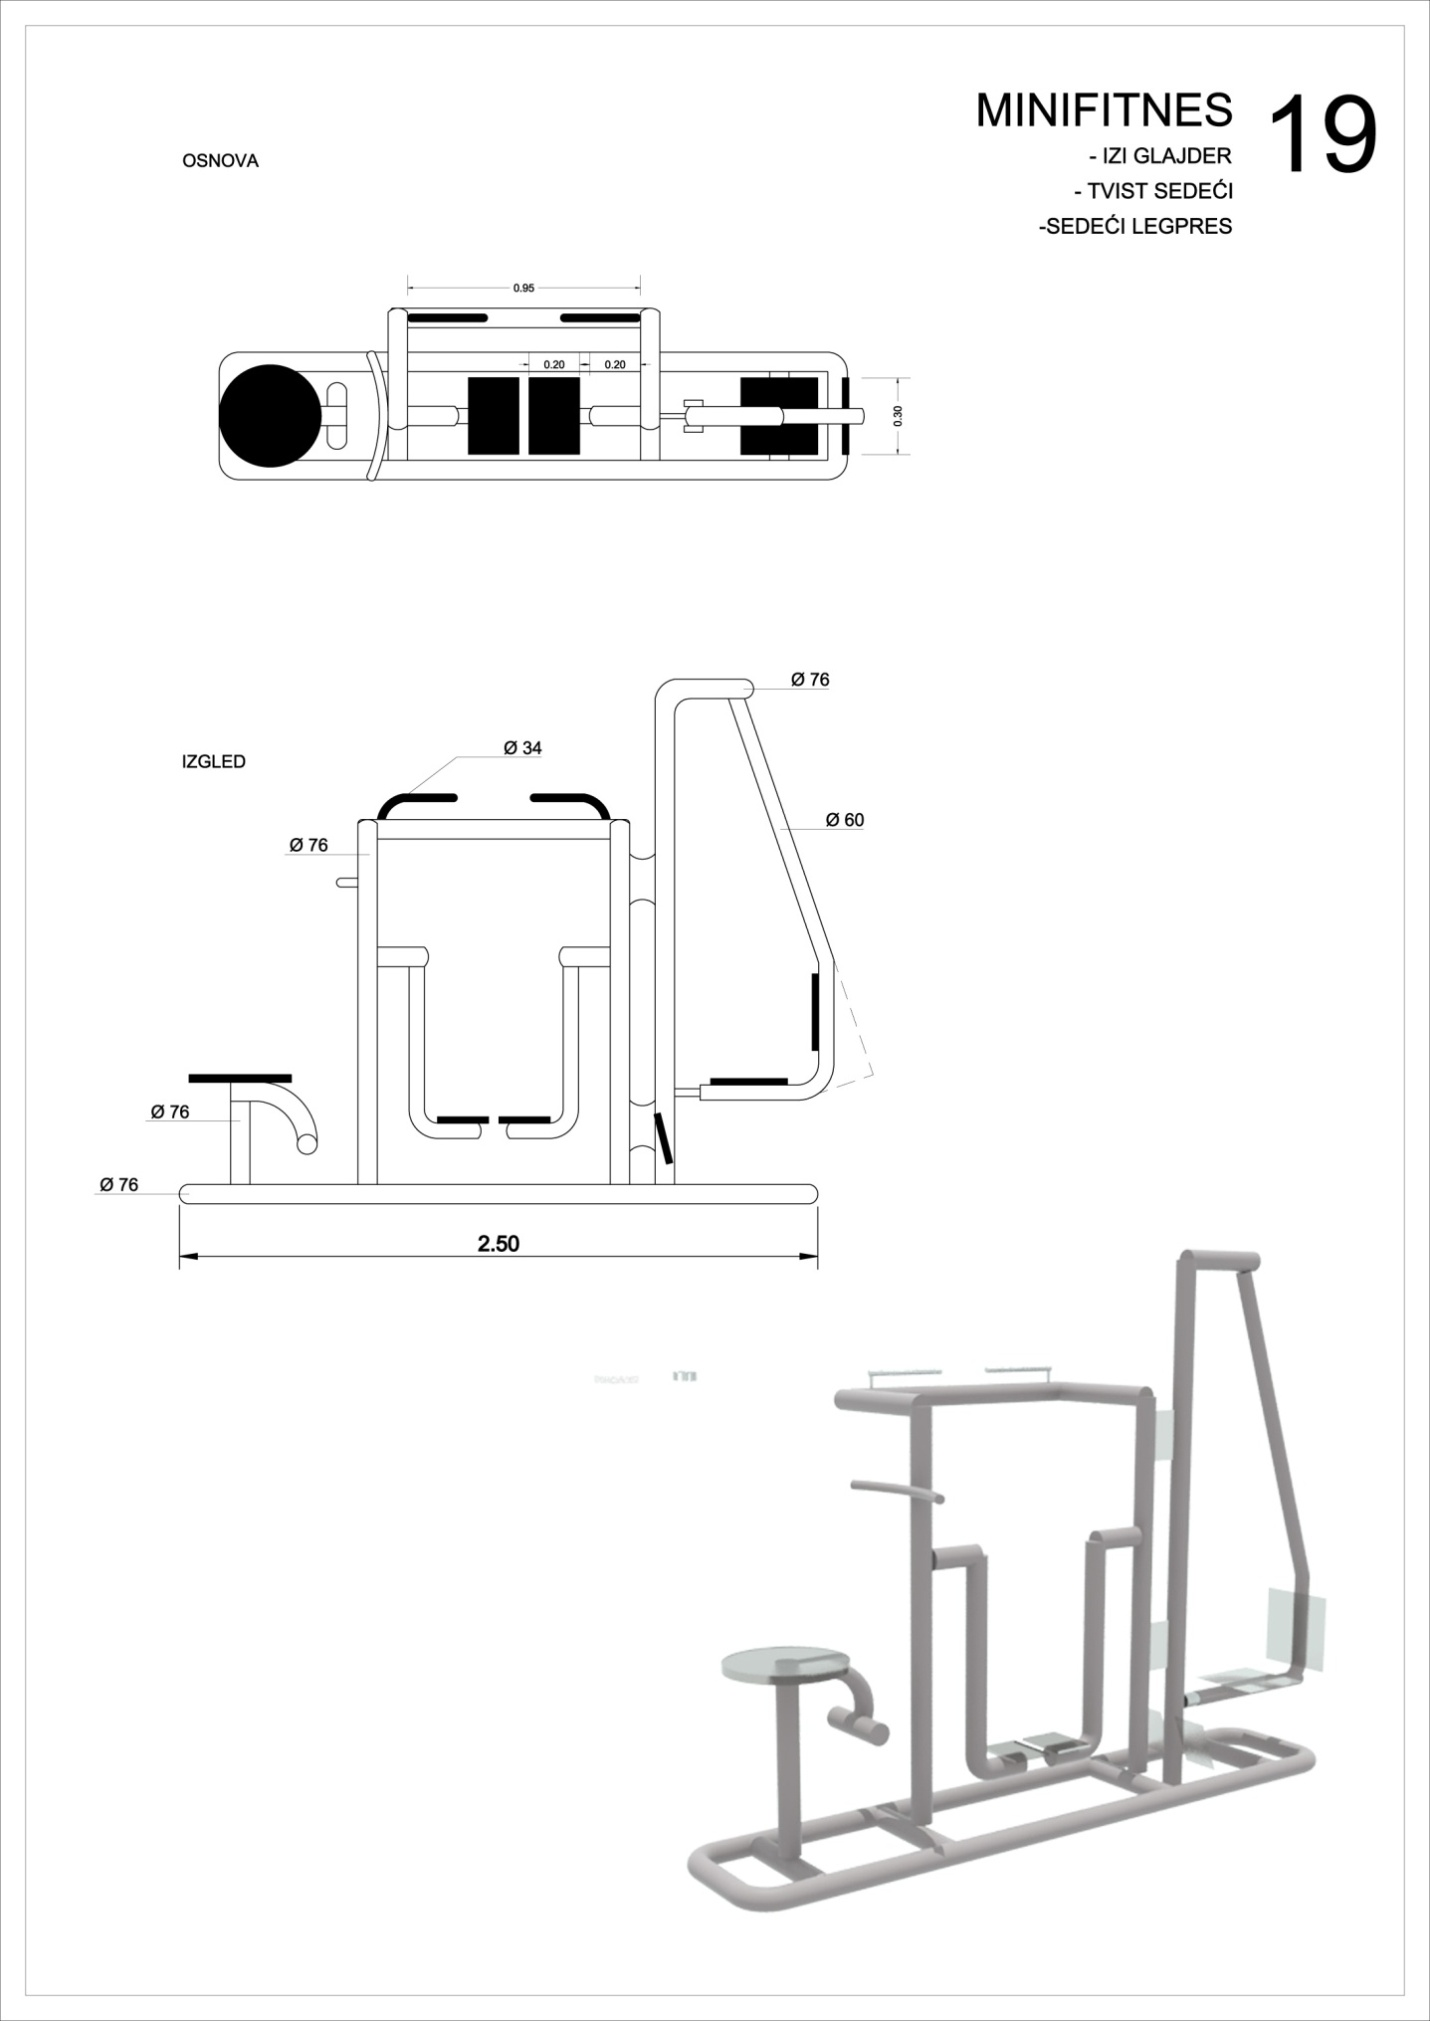 MINIFITNES
19
- IZI GLAJDER
- TVIST SEDEĆI
-SEDEĆI LEGPRES
OSNOVA
0.95
0.20
0.20
0.30
Ø 76
Ø 34
IZGLED
Ø 60
Ø 76
Ø 76
Ø 76
2.50